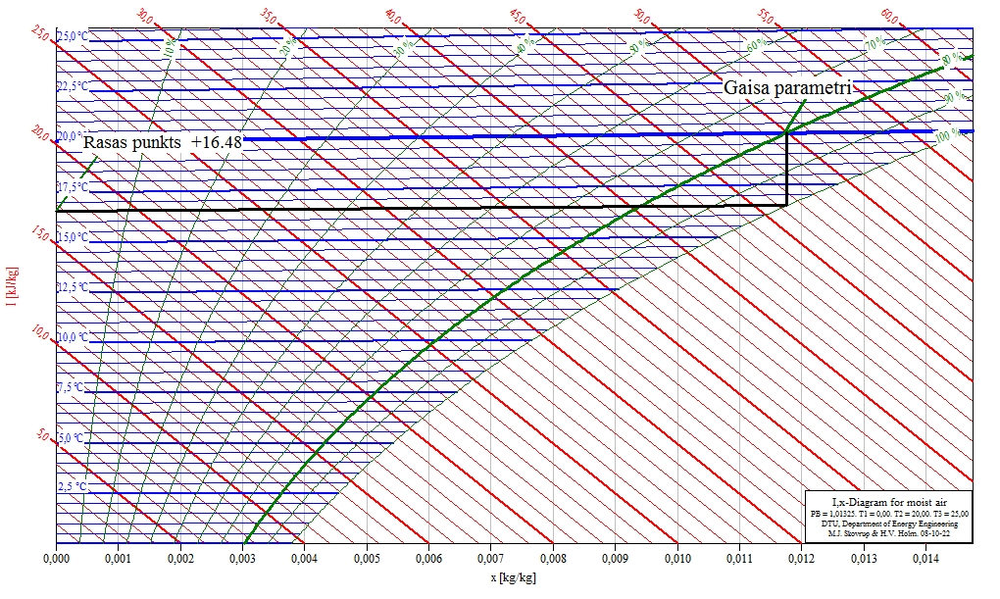 30,0
35,0
40,0
45,0
50,0
55,0
60,0
25,0
25,0 °C
10%
20 %
30 %
40 %
50 %
60 %
70 %
80 %
90 %
100 %
22,5°C
Gaisa parametri
20,0
20,0 °C
Rasas punkts +16.48
17,5 °C
15,0
15,0 °C
I [kJ/kg]
12,5 °C
10,0
10,0 °C
7,5 °C
5,0
5,0 °C
2,5 °C
I,x-Diagram for moist air
PB = 1,01325. T1 = 0,00. T2 = 20,00. T3 = 25,00
DTU, Department of Energy Engineering
M.J. Skovrup & H.V. Holm. 08-10-22
0,000 0,001 0,002 0,003 0,004 0,005 0,006 0,007 0,008 0,009 0,010 0,011 0,012 0,013 0,014
x [kg/kg]